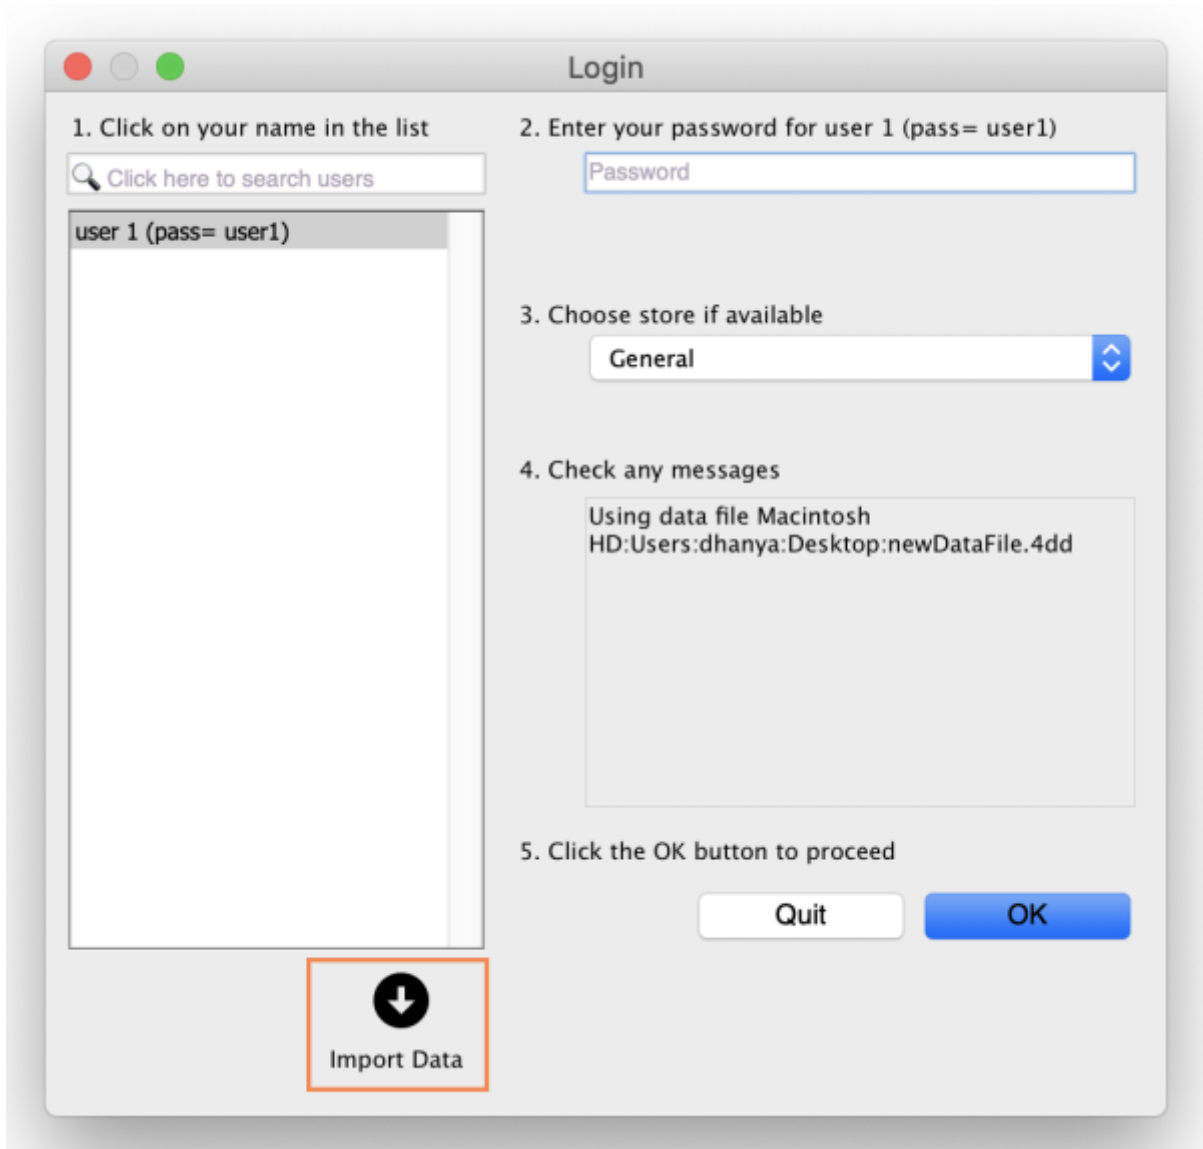 Login
1. Click on your name in the list
Click here to search users
user 1 (pass= user1)
2. Enter your password for user 1 (pass= user1)
Password
3. Choose store if available
General
4. Check any messages
Using data file Macintosh
HD:Users:dhanya:Desktop:newDataFile.4dd
5. Click the OK button to proceed
Quit
OK
Import Data